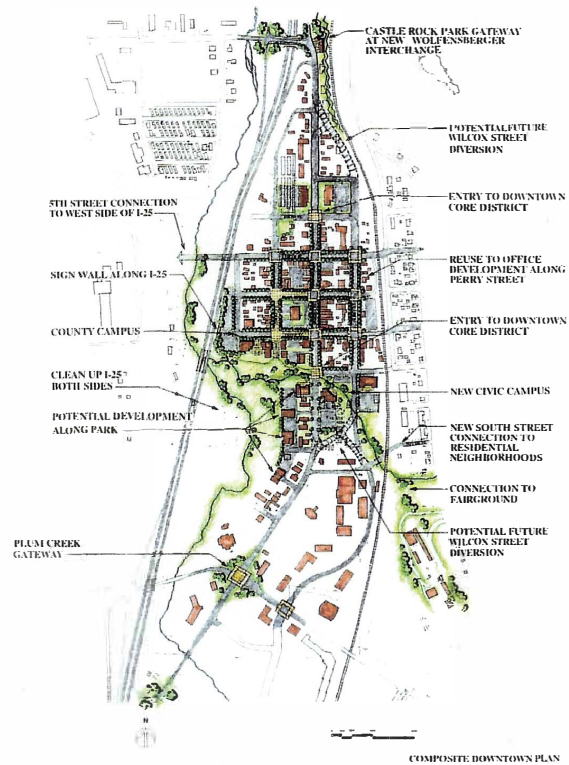 CASTLE ROCK PARK GATEWAY
AT NEW WOLFENSBERGER
INTERCHANGE
POTENTIAL FUTURE
WILCOX STREET
DIVERSION
ENTRY TO DOWNTOWN
CORE DISTRICT
5TH STREET CONNECTION
TO WEST SIDE OF I-25
REUSE TO OFFICE
DEVELOPMENT ALONG
PERRY STREET
SIGN WALL ALONG I-25
COUNTY CAMPUS
ENTRY TO DOWNTOWN
CORE DISTRICT
CLEAN UP I-25
BOTH SIDES
NEW CIVIC CAMPUS
POTENTIAL DEVELOPMENT
ALONG PARK
NEW SOUTH STREET
CONNECTION TO
RESIDENTIAL
NEIGHBORHOODS
CONNECTION TO
FAIRGROUND
POTENTIAL FUTURE
WILCOX STREET
DIVERSION
PLUM CREEK
GATEWAY
N
COMPOSITE DOWNTOWN PLAN